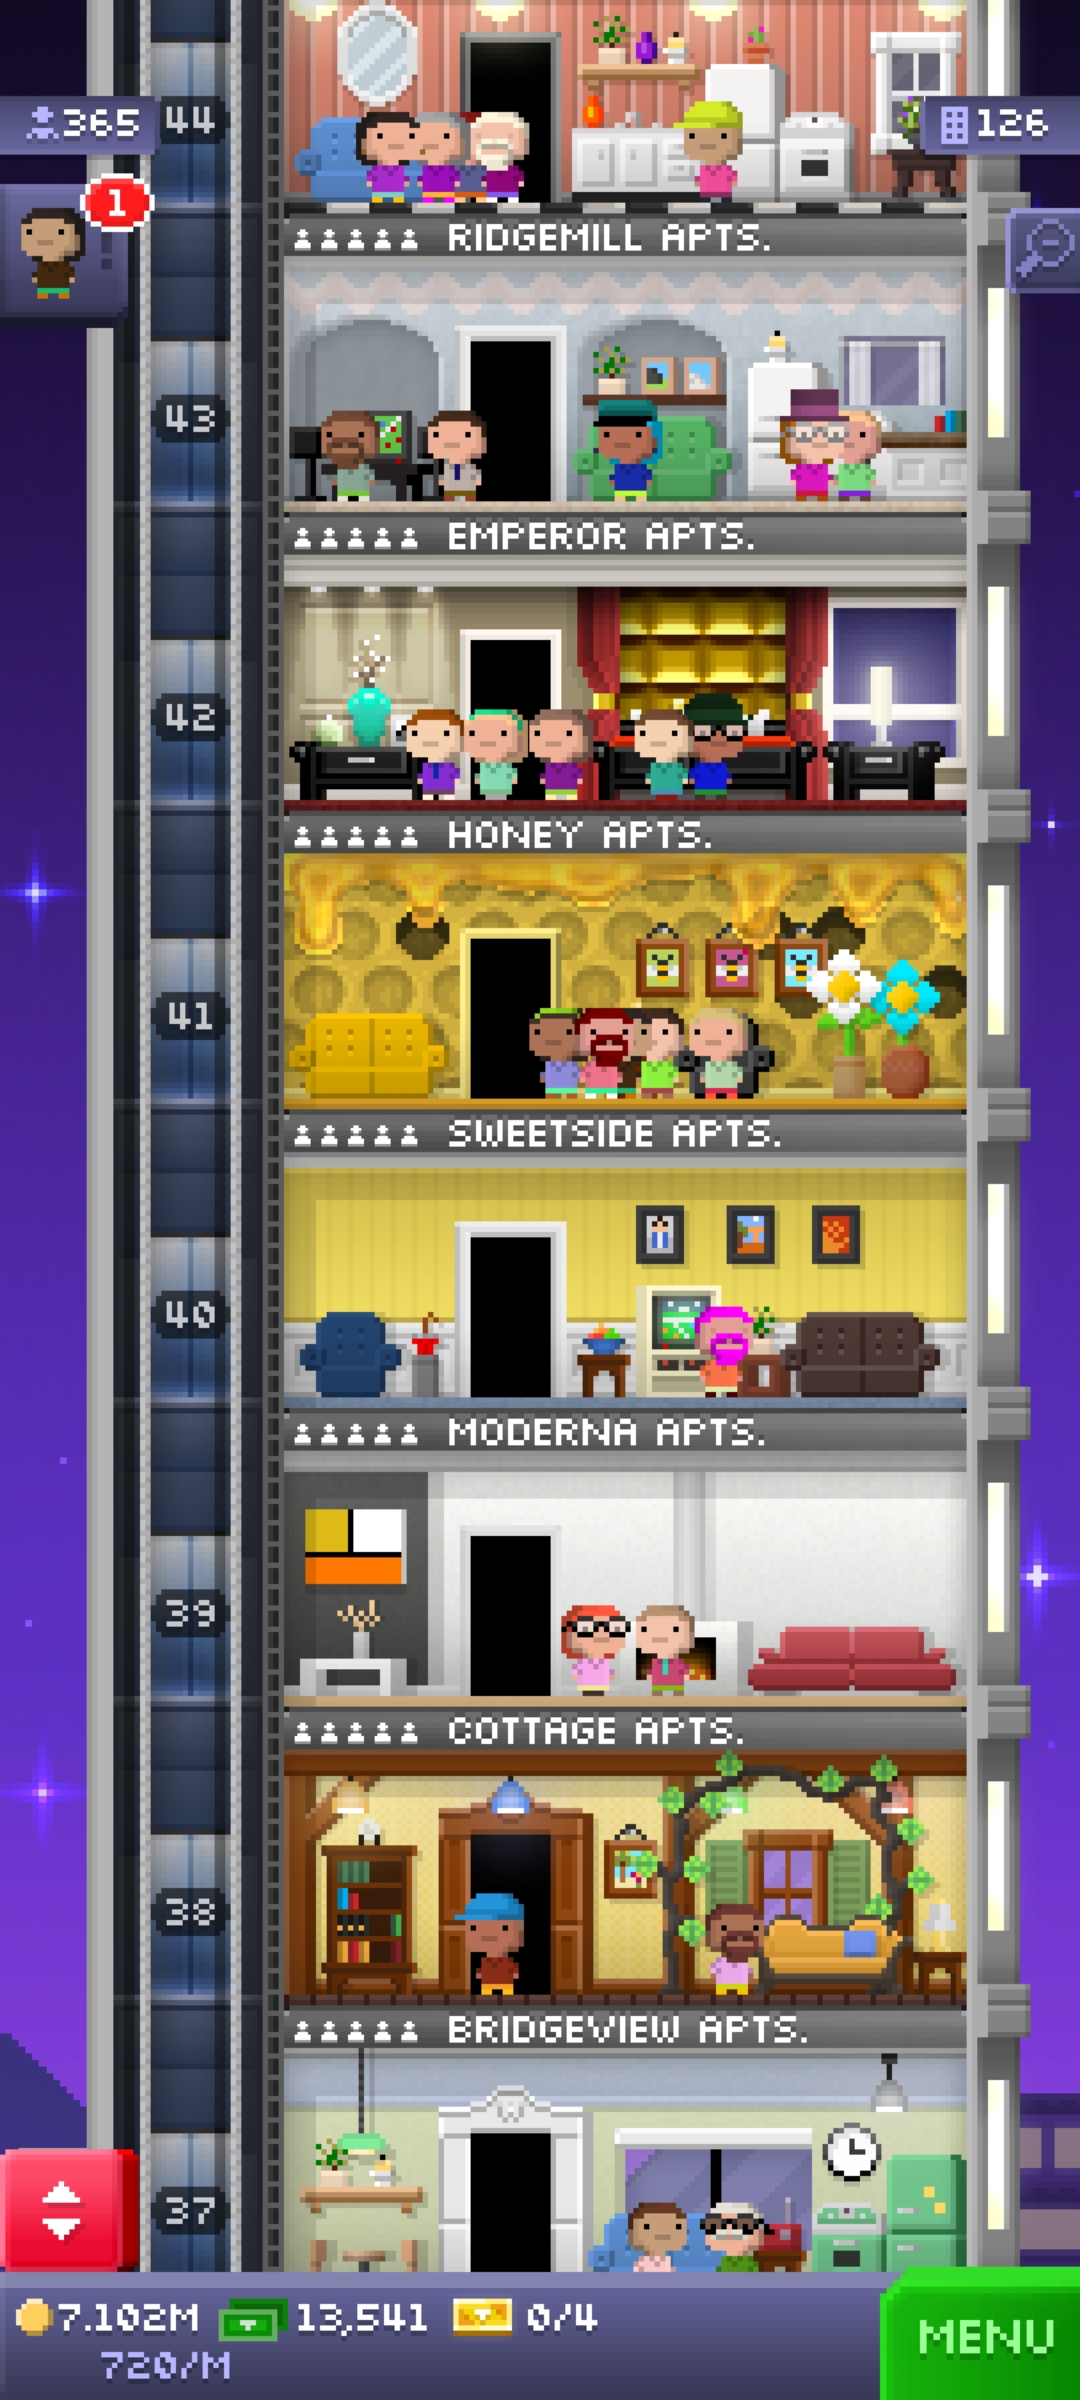 365
44
126
1
RIDGEMILL APTS.
43
EMPEROR APTS.
42
HONEY APTS.
41
SWEETSIDE APTS.
40
MODERNA APTS.
39
COTTAGE APTS.
38
BRIDGEVIEW APTS.
37
7.102M 13,541 0/4
720/M
MENU